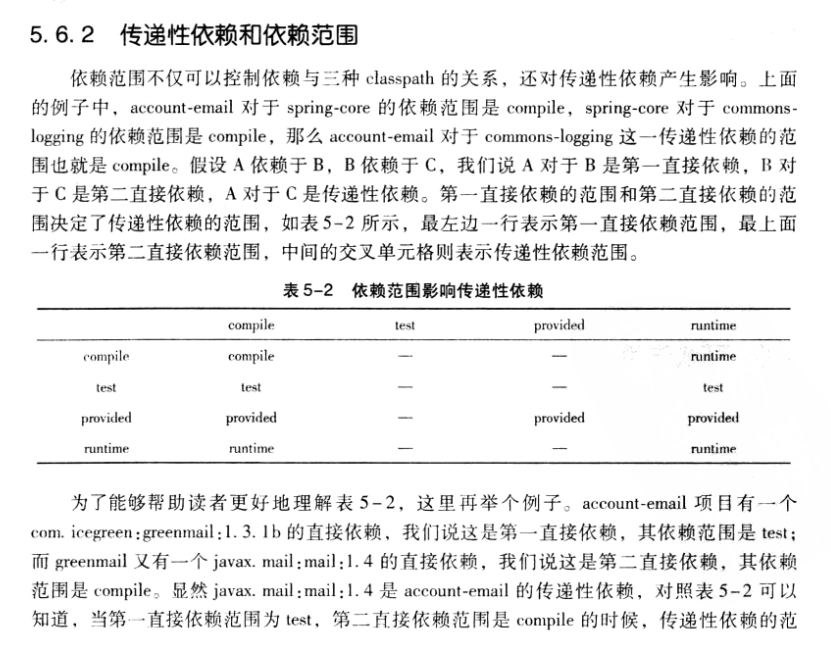 5.6.2 传递性依赖和依赖范围
依赖范围不仅可以控制依赖与三种 classpath 的关系，还对传递性依赖产生影响。上面
的例子中，account-email 对于 spring-core 的依赖范围是 compile，spring-core 对于 commons-
logging 的依赖范围是 compile，那么 account-email 对于 commons-logging 这一传递性依赖的范
围也就是 compile。假设 A 依赖于 B，B 依赖于 C，我们说 A 对于 B 是第一直接依赖，B 对
于 C 是第二直接依赖，A 对于 C 是传递性依赖。第一直接依赖的范围和第二直接依赖的范
围决定了传递性依赖的范围，如表 5-2 所示，最左边一行表示第一直接依赖范围，最上面
一行表示第二直接依赖范围，中间的交叉单元格则表示传递性依赖范围。
表 5-2 依赖范围影响传递性依赖
compile test provided runtime
compile compile — — runtime
test test — — test
provided provided — provided provided
runtime runtime — — runtime
为了能够帮助读者更好地理解表 5-2，这里再举个例子。account-email 项目有一个
com. icegreen:greenmail:1. 3. 1b 的直接依赖，我们说这是第一直接依赖，其依赖范围是 test；
而 greenmail 又有一个 javax. mail:mail:1. 4 的直接依赖，我们说这是第二直接依赖，其依赖
范围是 compile。显然 javax. mail:mail:1. 4 是 account-email 的传递性依赖，对照表 5-2 可以
知道，当第一直接依赖范围为 test，第二直接依赖范围是 compile 的时候，传递性依赖的范